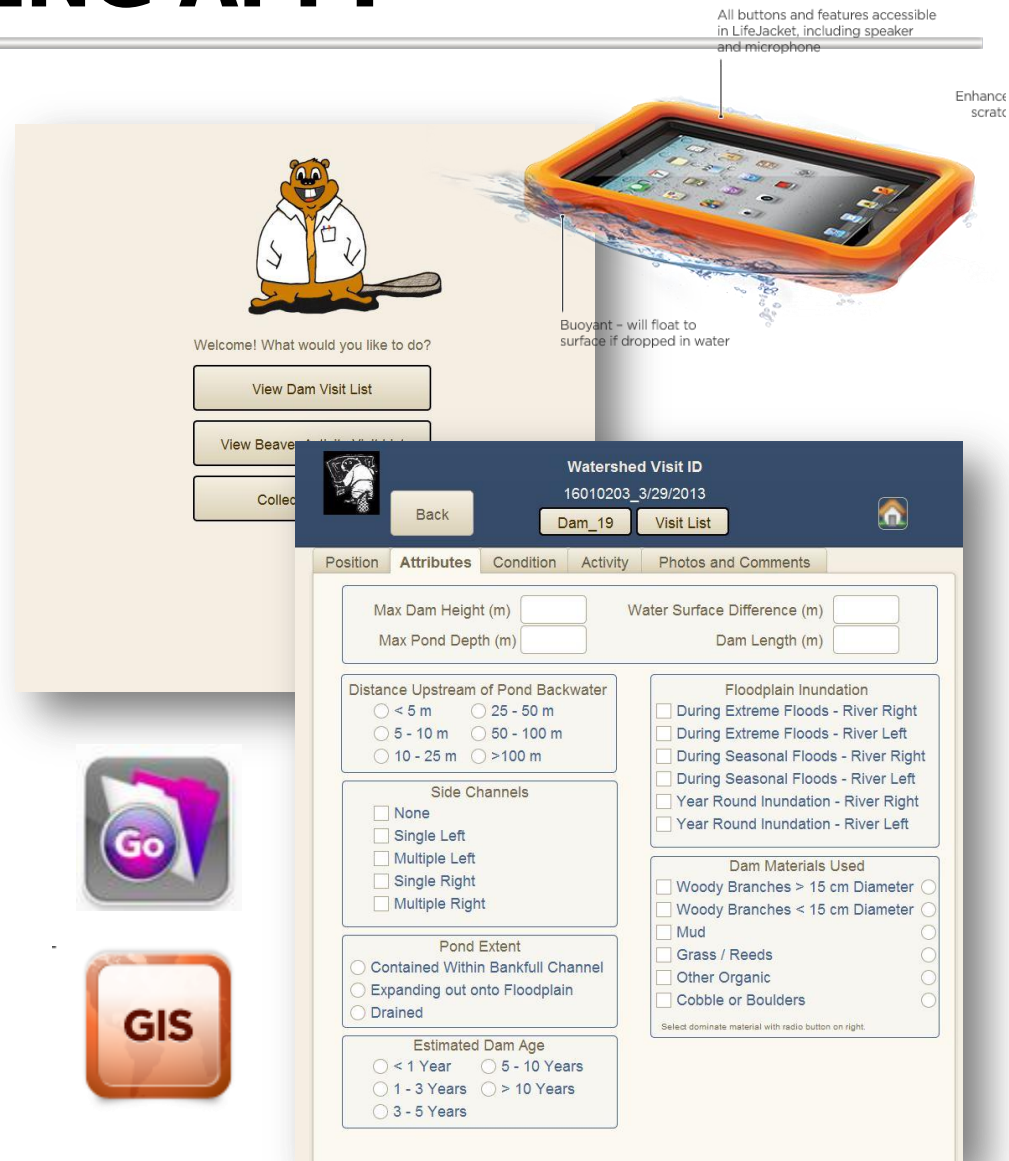 All buttons and features accessible
in LifeJacket, including speaker
and microphone
Buoyant – will float to
surface if dropped in water
Welcome! What would you like to do?
View Dam Visit List
View Beave
Collec
Watershed Visit ID
16010203_3/29/2013
Back
Dam_19
Visit List
Position
Attributes
Condition
Activity
Photos and Comments
Max Dam Height (m)
Water Surface Difference (m)
Max Pond Depth (m)
Dam Length (m)
Distance Upstream of Pond Backwater
< 5 m
25 - 50 m
5 - 10 m
50 - 100 m
10 - 25 m
>100 m
Side Channels
None
Single Left
Multiple Left
Single Right
Multiple Right
Pond Extent
Contained Within Bankfull Channel
Expanding out onto Floodplain
Drained
Estimated Dam Age
< 1 Year
5 - 10 Years
1 - 3 Years
> 10 Years
3 - 5 Years
Floodplain Inundation
During Extreme Floods - River Right
During Extreme Floods - River Left
During Seasonal Floods - River Right
During Seasonal Floods - River Left
Year Round Inundation - River Right
Year Round Inundation - River Left
Dam Materials Used
Woody Branches > 15 cm Diameter
Woody Branches < 15 cm Diameter
Mud
Grass / Reeds
Other Organic
Cobble or Boulders
Select dominate material with radio button on right.
Go
GIS